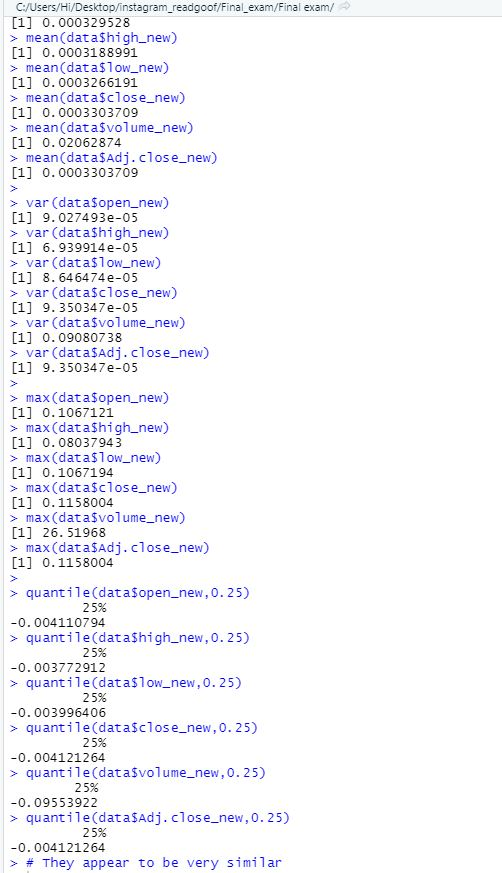 C:/Users/Hi/Desktop/instagram_readgoof/Final_exam/Final exam/
[1] 0.000329528
> mean(data$high_new)
[1] 0.0003188991
> mean(data$low_new)
[1] 0.0003266191
> mean(data$close_new)
[1] 0.0003303709
> mean(data$volume_new)
[1] 0.02062874
> mean(data$Adj.close_new)
[1] 0.0003303709
>
> var(data$open_new)
[1] 9.027493e-05
> var(data$high_new)
[1] 6.939914e-05
> var(data$low_new)
[1] 8.646474e-05
> var(data$close_new)
[1] 9.350347e-05
> var(data$volume_new)
[1] 0.09080738
> var(data$Adj.close_new)
[1] 9.350347e-05
>
> max(data$open_new)
[1] 0.1067121
> max(data$high_new)
[1] 0.08037943
> max(data$low_new)
[1] 0.1067194
> max(data$close_new)
[1] 0.1158004
> max(data$volume_new)
[1] 26.51968
> max(data$Adj.close_new)
[1] 0.1158004
>
> quantile(data$open_new,0.25)
25%
-0.004110794
> quantile(data$high_new,0.25)
25%
-0.003772912
> quantile(data$low_new,0.25)
25%
-0.003996406
> quantile(data$close_new,0.25)
25%
-0.004121264
> quantile(data$volume_new,0.25)
25%
-0.09553922
> quantile(data$Adj.close_new,0.25)
25%
-0.004121264
> # They appear to be very similar